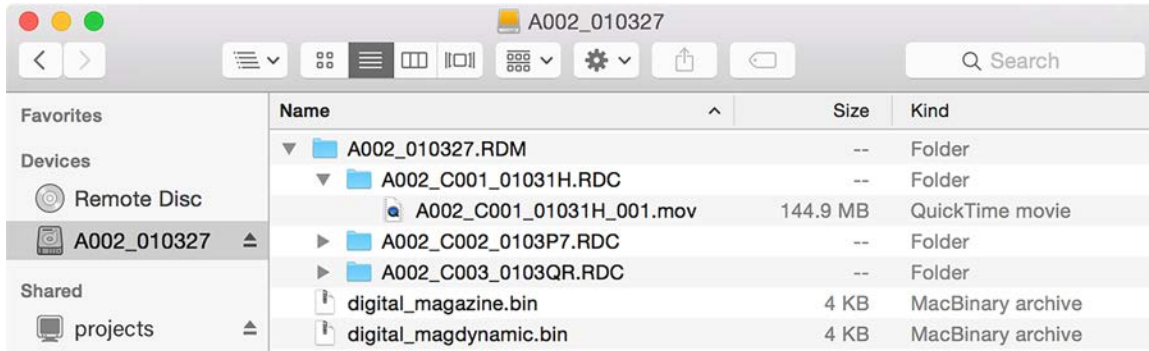 A002_010327
Search
Favorites
Devices
Remote Disc
A002_010327
Shared
projects
Name Size Kind
A002_010327.RDM -- Folder
A002_C001_01031H.RDC -- Folder
A002_C001_01031H_001.mov 144.9 MB QuickTime movie
A002_C002_0103P7.RDC -- Folder
A002_C003_0103QR.RDC -- Folder
digital_magazine.bin 4 KB MacBinary archive
digital_magdynamic.bin 4 KB MacBinary archive